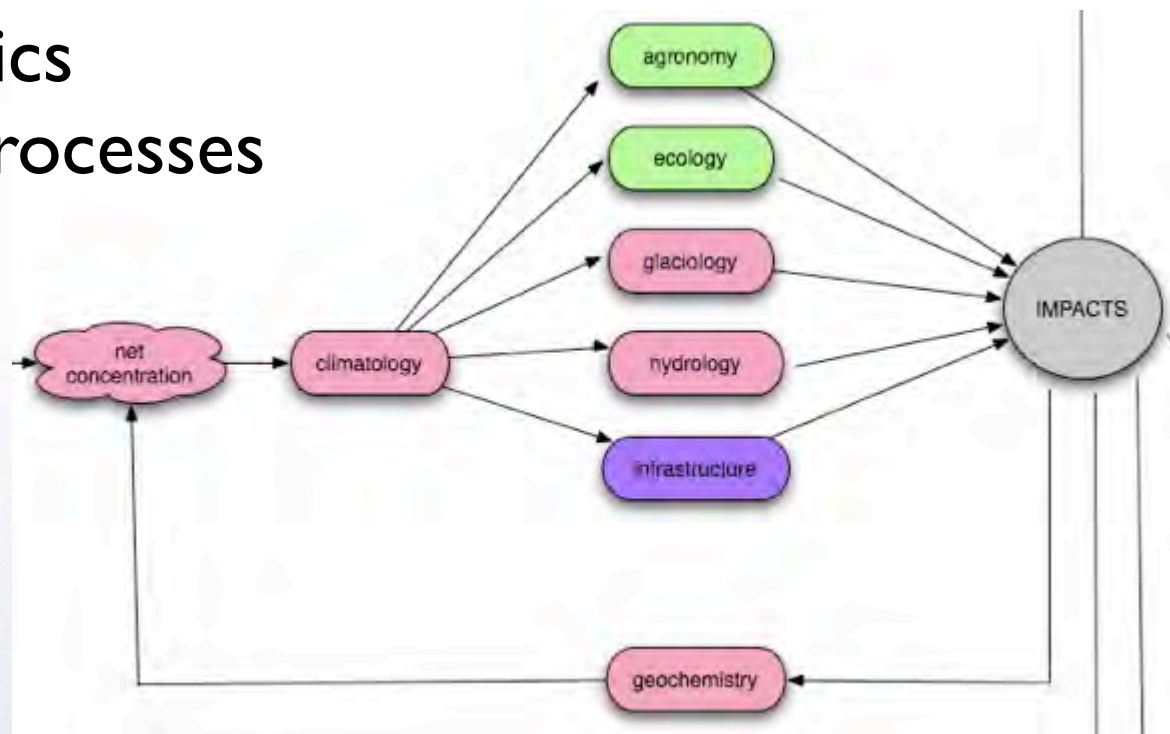 ics
rocesses
agronomy
ecology
glaciology
IMPACTS
net
concentration
climatology
hydrology
infrastructure
geochemistry